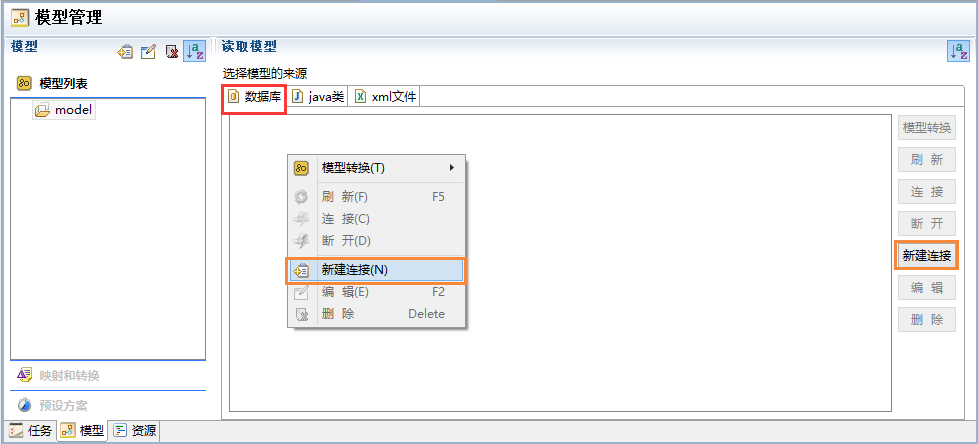 模型管理
模型
读取模型
选择模型的来源
模型列表
model
数据库 java类 xml文件
模型转换(T)
刷 新(F) F5
连 接(C)
断 开(D)
新建连接(N)
编 辑(E) F2
删 除 Delete
模型转换
刷 新
连 接
断 开
新建连接
编 辑
删 除
映射和转换
预设方案
任务 模型 资源